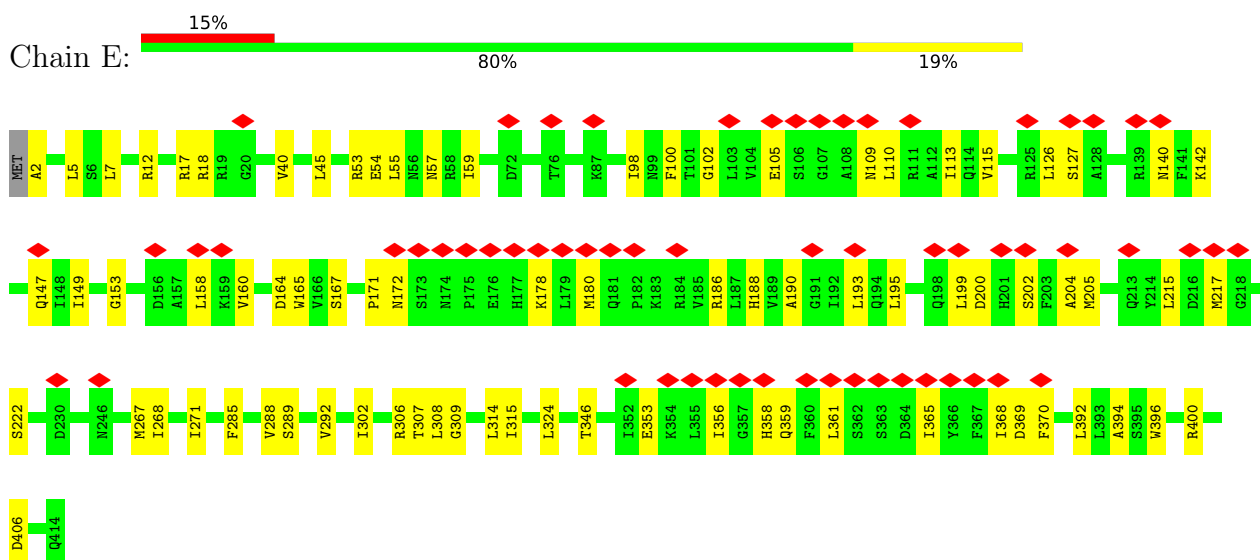 15%
Chain E:
80% 19%
MET A2 L5 S6 L7 R12 R17 R18 R19 G20 V40 L45 R53 E54 L55 N56 N57 R58 I59 D72 T76 K87 I98 N99 F100 T101 G102 L103 V104 E105 S106 G107 A108 N109 L110 R111 A112 I113 Q114 V115 R125 L126 S127 A128 R139 N140 F141 K142
Q147 I148 I149 G153 D156 A157 L158 K159 V160 D164 W165 V166 S167 P171 N172 S173 N174 P175 E176 H177 K178 L179 M180 Q181 P182 K183 R184 V185 R186 L187 H188 V189 A190 G191 I192 L193 Q194 L195 Q198 L199 D200 H201 S202 F203 A204 M205 Q213 Y214 L215 D216 M217 G218
S222 D230 N246 M267 I268 I271 F285 V288 S289 V292 I302 R306 T307 L308 G309 L314 I315 L324 T346 I352 E353 K354 L355 I356 G357 H358 Q359 F360 L361 S362 S363 D364 I365 Y366 F367 I368 D369 F370 L392 L393 A394 S395 W396 R400
D406 Q414